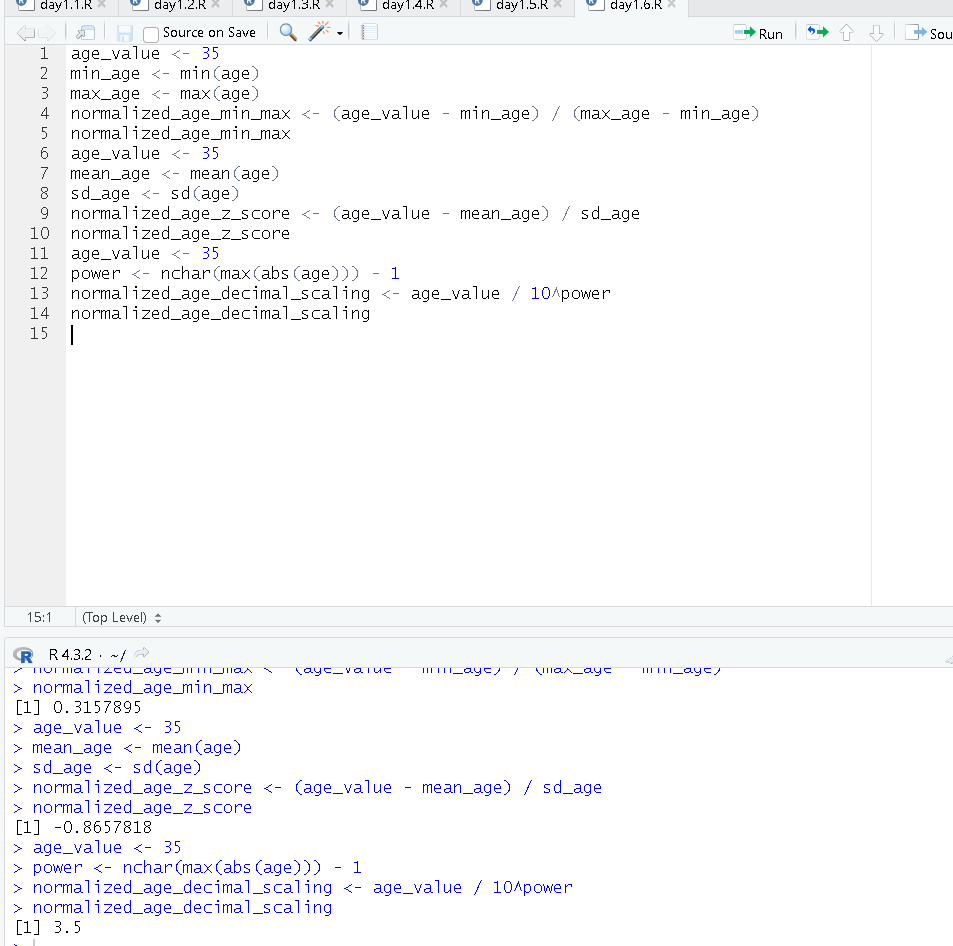 day1.1.R × day1.2.R × day1.3.R × day1.4.R × day1.5.R × day1.6.R ×
Source on Save Run Sou
1 age_value <- 35
2 min_age <- min(age)
3 max_age <- max(age)
4 normalized_age_min_max <- (age_value - min_age) / (max_age - min_age)
5 normalized_age_min_max
6 age_value <- 35
7 mean_age <- mean(age)
8 sd_age <- sd(age)
9 normalized_age_z_score <- (age_value - mean_age) / sd_age
10 normalized_age_z_score
11 age_value <- 35
12 power <- nchar(max(abs(age))) - 1
13 normalized_age_decimal_scaling <- age_value / 10^power
14 normalized_age_decimal_scaling
15
15:1 (Top Level)
R R 4.3.2 · ~/
> normalized_age_min_max <- (age_value - min_age) / (max_age - min_age)
> normalized_age_min_max
[1] 0.3157895
> age_value <- 35
> mean_age <- mean(age)
> sd_age <- sd(age)
> normalized_age_z_score <- (age_value - mean_age) / sd_age
> normalized_age_z_score
[1] -0.8657818
> age_value <- 35
> power <- nchar(max(abs(age))) - 1
> normalized_age_decimal_scaling <- age_value / 10^power
> normalized_age_decimal_scaling
[1] 3.5
>